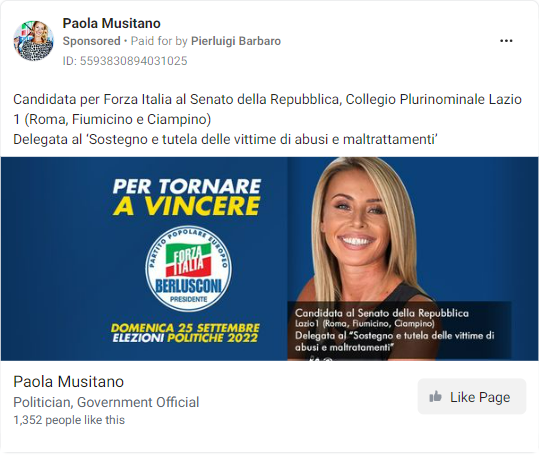 Paola Musitano
Sponsored • Paid for by Pierluigi Barbaro
ID: 5593830894031025
Candidata per Forza Italia al Senato della Repubblica, Collegio Plurinominale Lazio
1 (Roma, Fiumicino e Ciampino)
Delegata al ‘Sostegno e tutela delle vittime di abusi e maltrattamenti’
PER TORNARE
A VINCERE
PARTITO POPOLARE EUROPEO
FORZA
ITALIA
BERLUSCONI
PRESIDENTE
DOMENICA 25 SETTEMBRE
ELEZIONI POLITICHE 2022
Candidata al Senato della Repubblica
Lazio1 (Roma, Fiumicino, Ciampino)
Delegata al "Sostegno e tutela delle vittime di
abusi e maltratamenti"
Paola Musitano
Politician, Government Official
1,352 people like this
Like Page